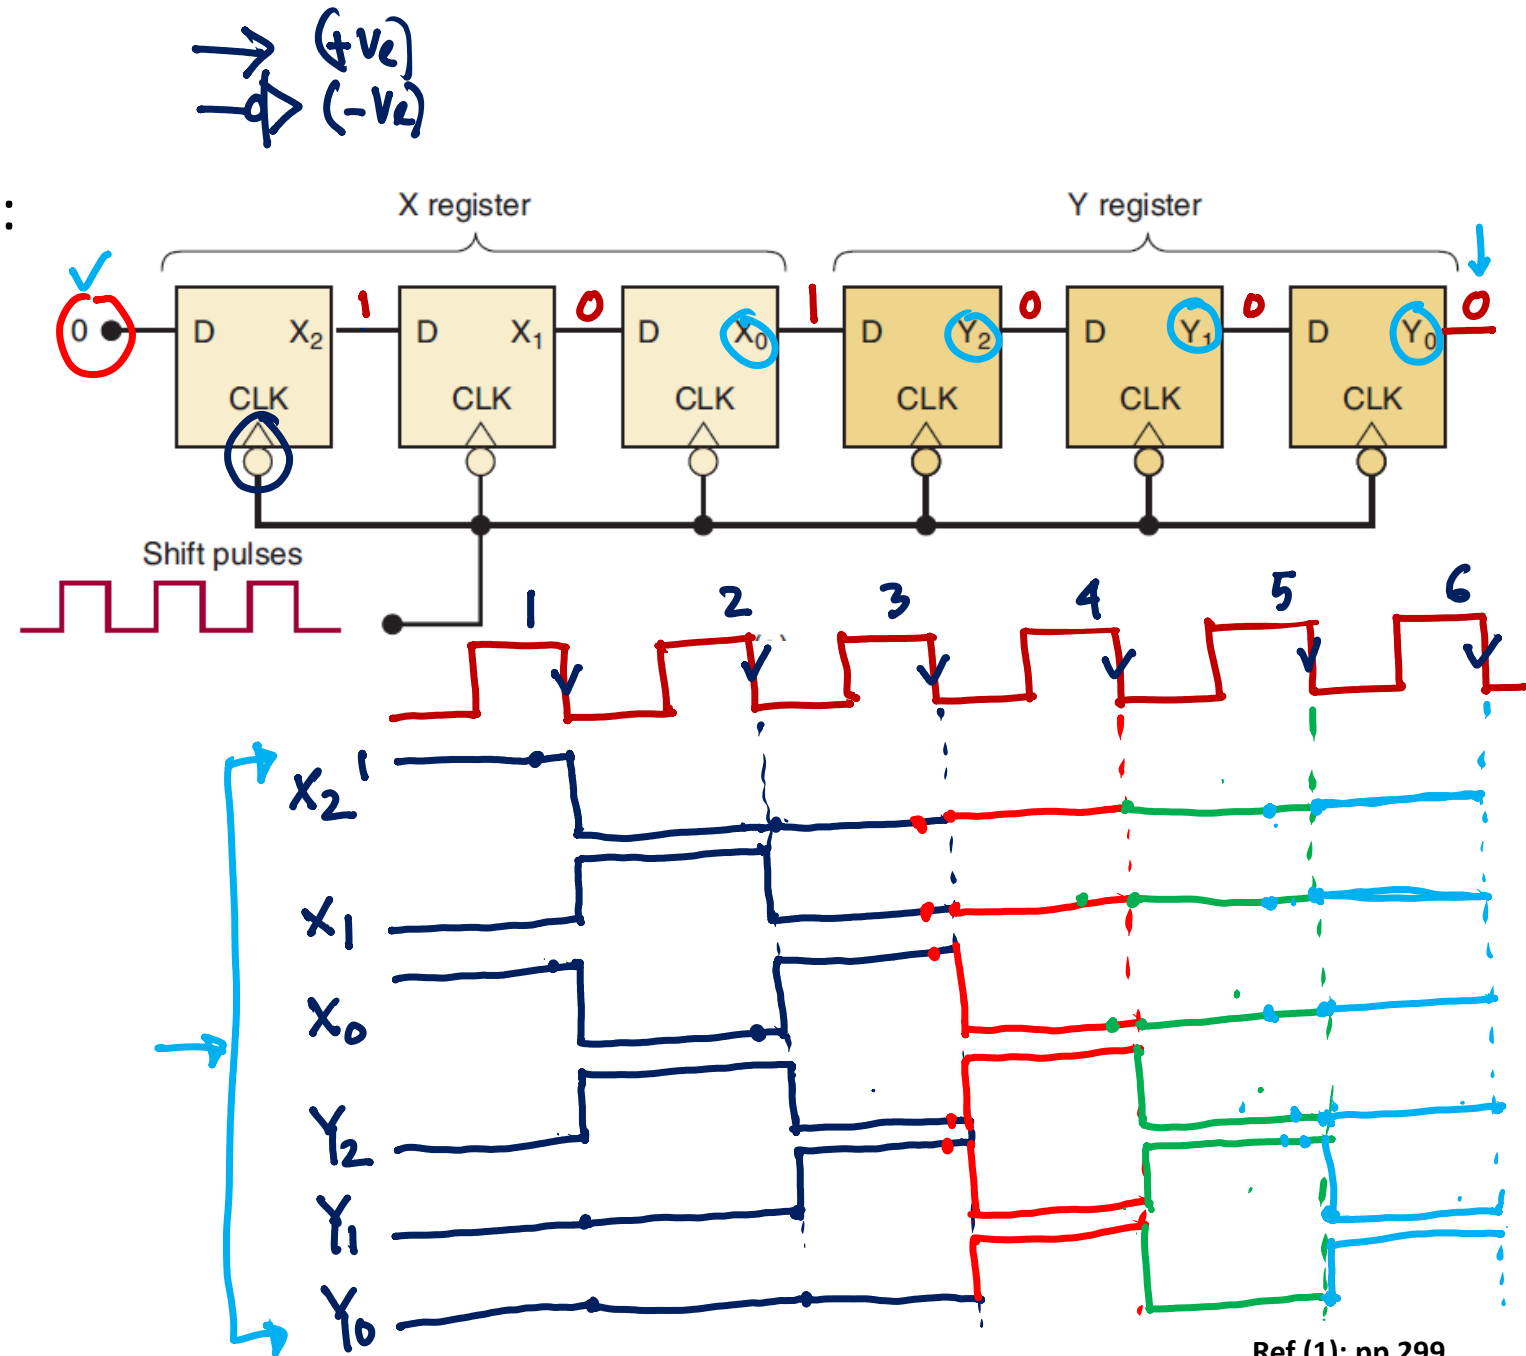 (+ve)
(-ve)
:
X register Y register
0 1 0 1 0 0 0
D X2 D X1 D X0 D Y2 D Y1 D Y0
CLK CLK CLK CLK CLK CLK
Shift pulses
1 2 3 4 5 6
X2 1
X1
X0
Y2
Y1
Y0
Ref (1): pp 299